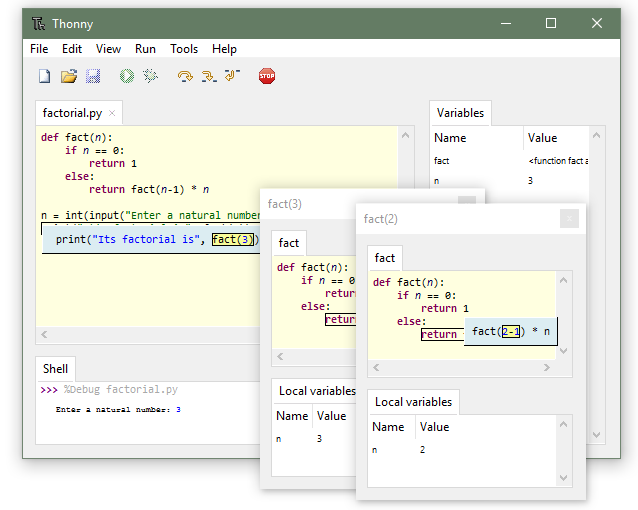 Thonny
File Edit View Run Tools Help
STOP
factorial.py
def fact(n):
if n == 0:
return 1
else:
return fact(n-1) * n
n = int(input("Enter a natural number
print("Its factorial is", fact(3))
Shell
>>> %Debug factorial.py
Enter a natural number: 3
Variables
Name Value
fact <function fact a
n 3
fact(3)
fact
def fact(n):
if n == 0
retur
else:
retur
Local variables
Name Value
n 3
fact(2)
fact
def fact(n):
if n == 0:
return 1
else:
return fact(2-1) * n
Local variables
Name Value
n 2